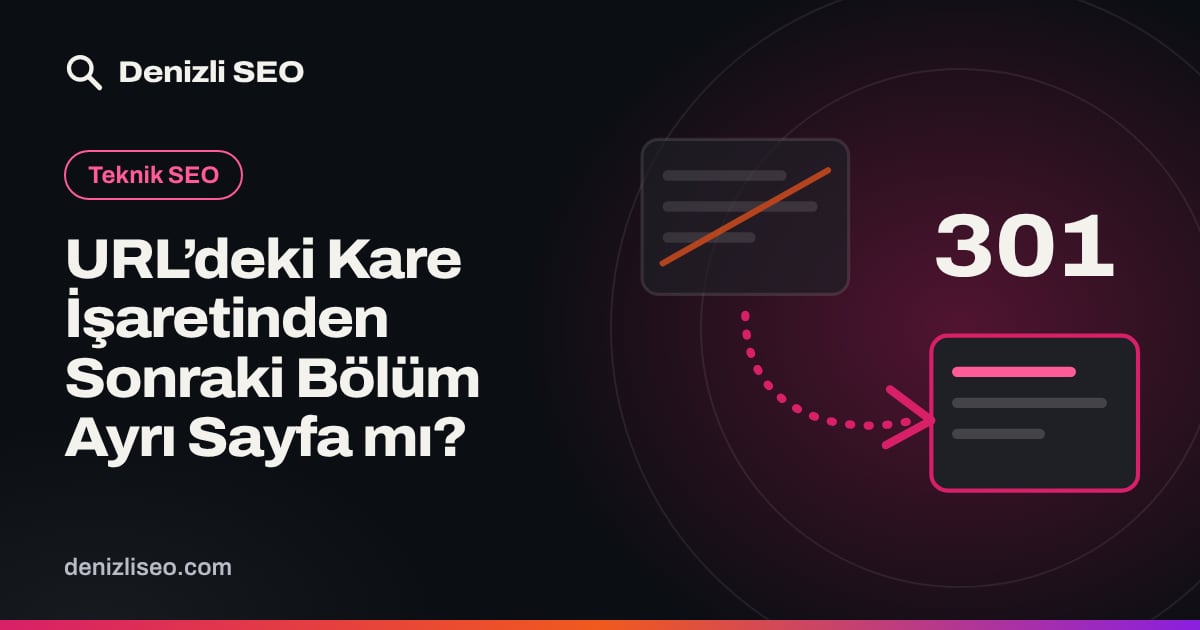 Denizli SEO
Teknik SEO
URL’deki Kare
İşaretinden
Sonraki Bölüm
Ayrı Sayfa mı?
301
denizliseo.com